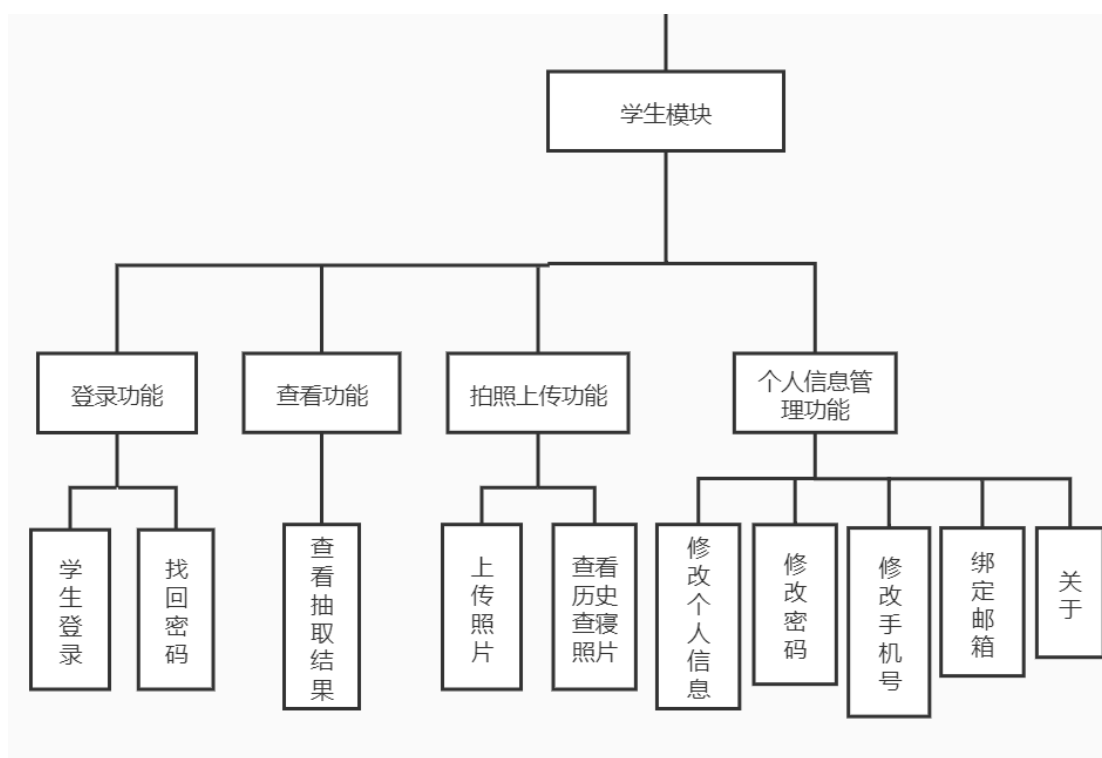 学生模块
登录功能
查看功能
拍照上传功能
个人信息管
理功能
学生登录
找回密码
查看抽取结果
上传照片
查看
历史
查寝
照片
修改个人信息
修改密码
修改手机号
绑定邮箱
关于